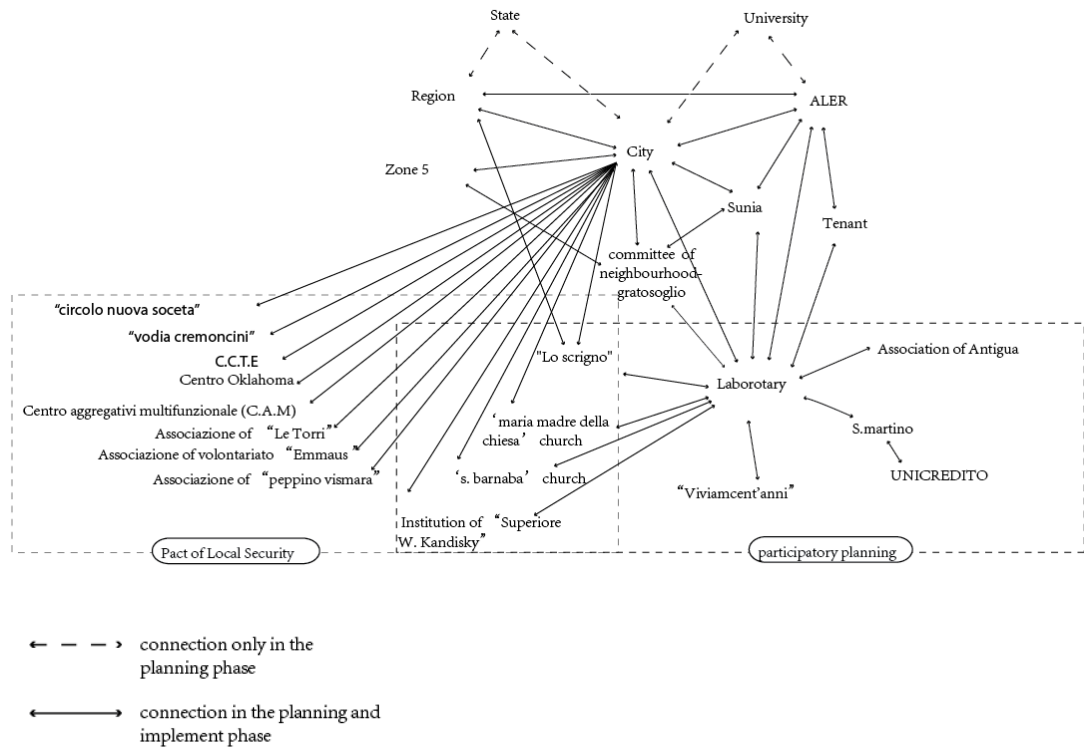 State
University
Region
ALER
City
Zone 5
Sunia
Tenant
committee of
neighbourhood-
gratosoglio
“circolo nuova soceta”
“vodia cremoncini”
C.C.T.E
Centro Oklahoma
Centro aggregativi multifunzionale (C.A.M)
Associazione of “Le Torri”
Associazione of volontariato “Emmaus”
Associazione of “peppino vismara”
"Lo scrigno"
‘maria madre della
chiesa’ church
‘s. barnaba’ church
Institution of “Superiore
W. Kandisky”
Laborotary
Association of Antigua
S.martino
UNICREDITO
“Viviamcent'anni”
Pact of Local Security
participatory planning
connection only in the
planning phase
connection in the planning and
implement phase